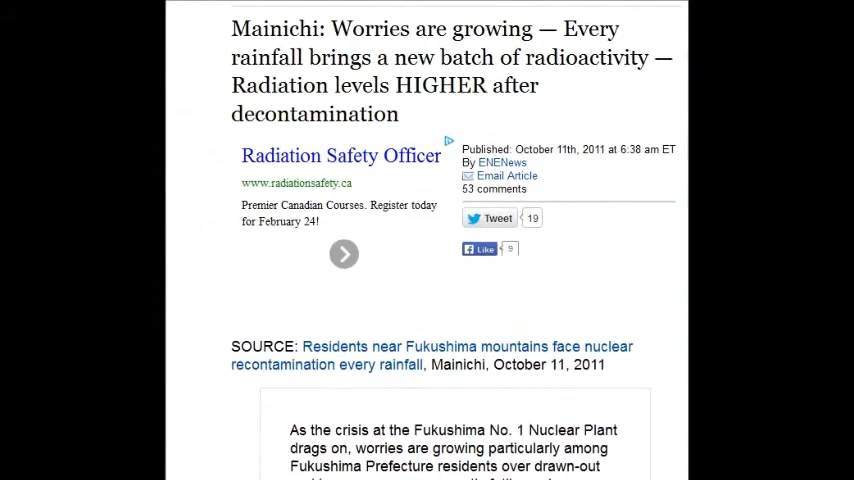 Mainichi: Worries are growing — Every
rainfall brings a new batch of radioactivity —
Radiation levels HIGHER after
decontamination
Radiation Safety Officer
www.radiationsafety.ca
Premier Canadian Courses. Register today
for February 24!
Published: October 11th, 2011 at 6:38 am ET
By ENENews
Email Article
53 comments
Tweet 19
Like 9
SOURCE: Residents near Fukushima mountains face nuclear
recontamination every rainfall, Mainichi, October 11, 2011
As the crisis at the Fukushima No. 1 Nuclear Plant
drags on, worries are growing particularly among
Fukushima Prefecture residents over drawn-out